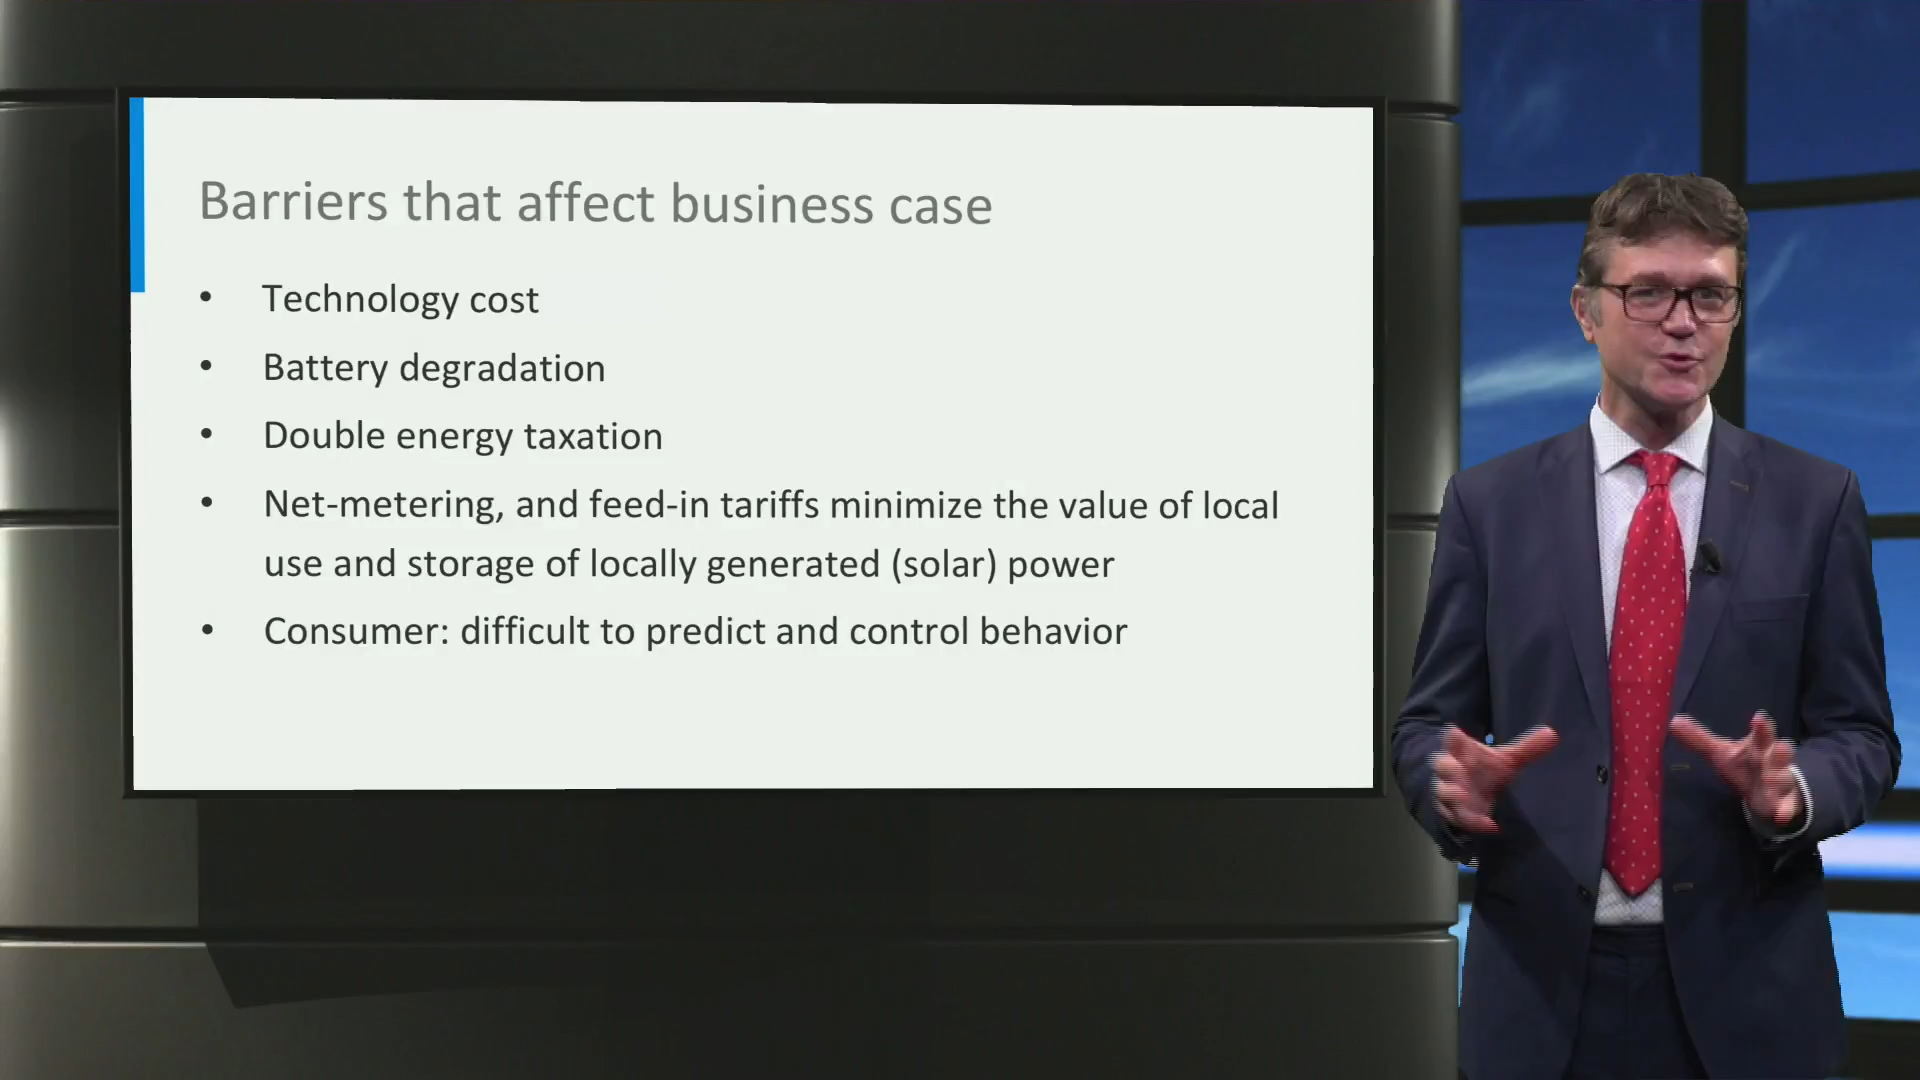 Barriers that affect business case
• Technology cost
• Battery degradation
• Double energy taxation
• Net-metering, and feed-in tariffs minimize the value of local
use and storage of locally generated (solar) power
• Consumer: difficult to predict and control behavior